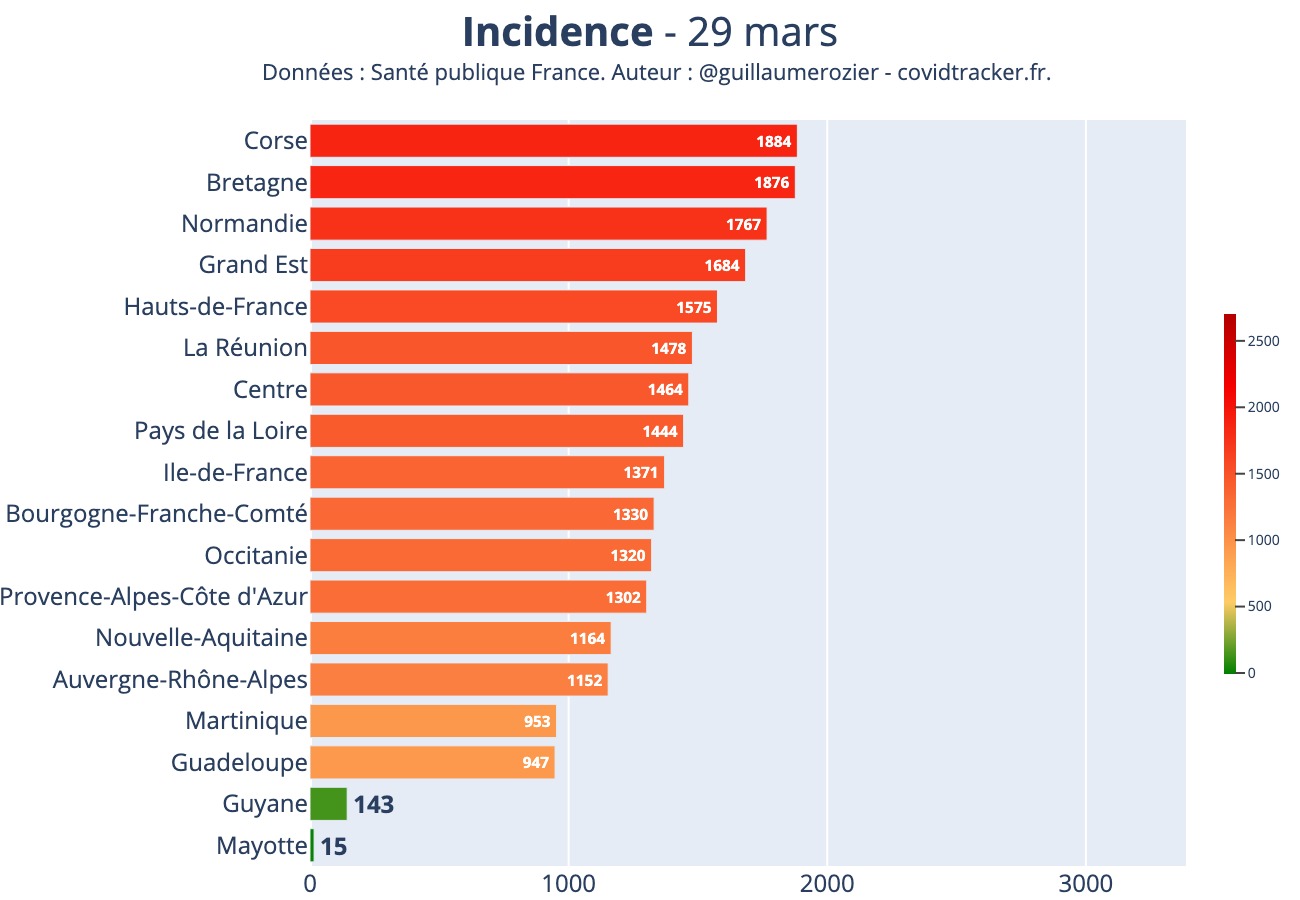 Incidence - 29 mars
Données : Santé publique France. Auteur : @guillaumerozier - covidtracker.fr.
Corse 1884
Bretagne 1876
Normandie 1767
Grand Est 1684
Hauts-de-France 1575
La Réunion 1478
Centre 1464
Pays de la Loire 1444
Ile-de-France 1371
Bourgogne-Franche-Comté 1330
Occitanie 1320
Provence-Alpes-Côte d'Azur 1302
Nouvelle-Aquitaine 1164
Auvergne-Rhône-Alpes 1152
Martinique 953
Guadeloupe 947
Guyane 143
Mayotte 15
0 1000 2000 3000
2500
2000
1500
1000
500
0